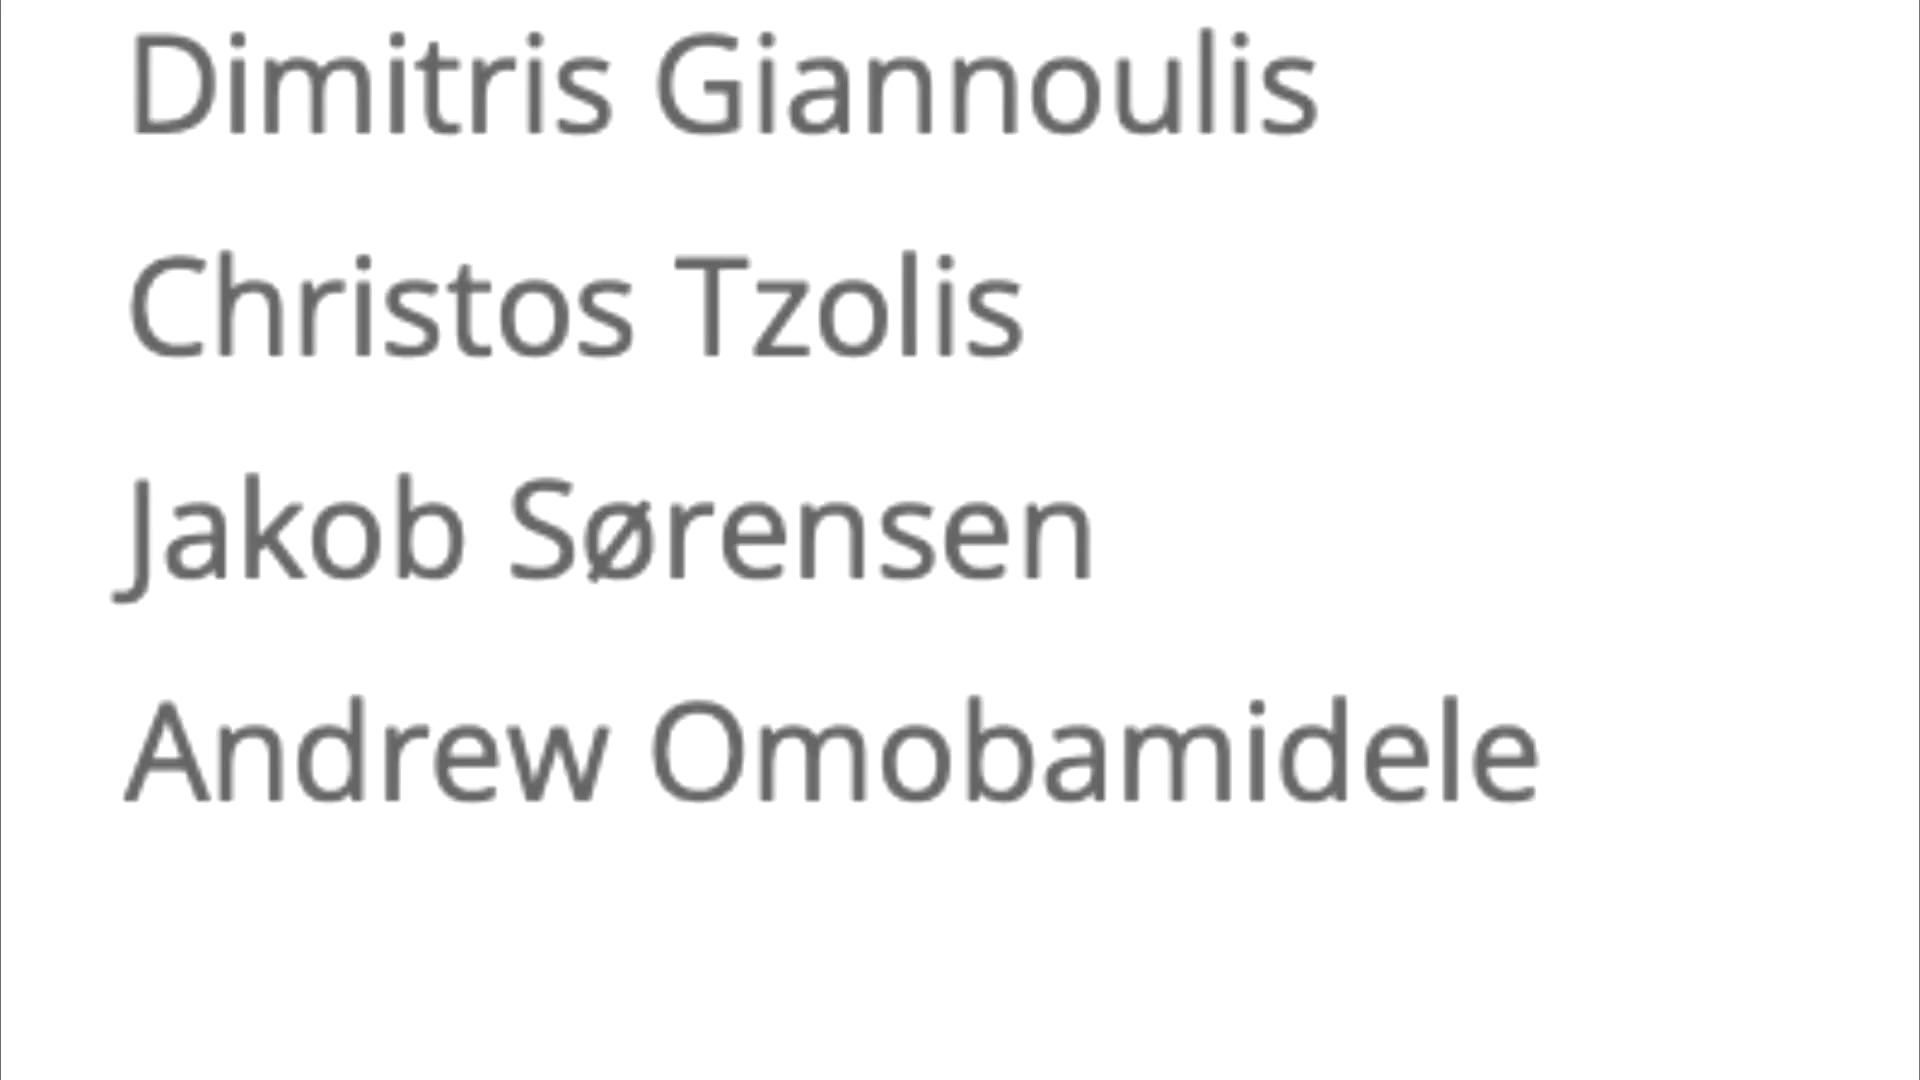 Dimitris Giannoulis
Christos Tzolis
Jakob Sørensen
Andrew Omobamidele